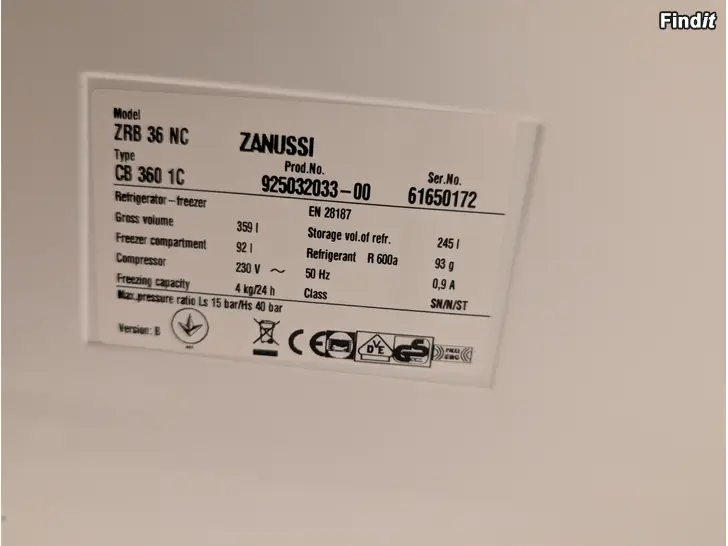 Findit
Model
ZRB 36 NC
ZANUSSI
Type
Prod.No.
Ser.No.
CB 360 1C
925032033-00
61650172
Refrigerator-freezer
EN 28187
Gross volume
359 l
Storage vol.of refr.
245 l
Freezer compartment
92 l
Refrigerant R 600a
93 g
Compressor
230 V ~
50 Hz
0,9 A
Freezing capacity
4 kg/24 h
Class
SN/N/ST
Max.pressure ratio Ls 15 bar/Hs 40 bar
Version: B
CE
DVE
GS